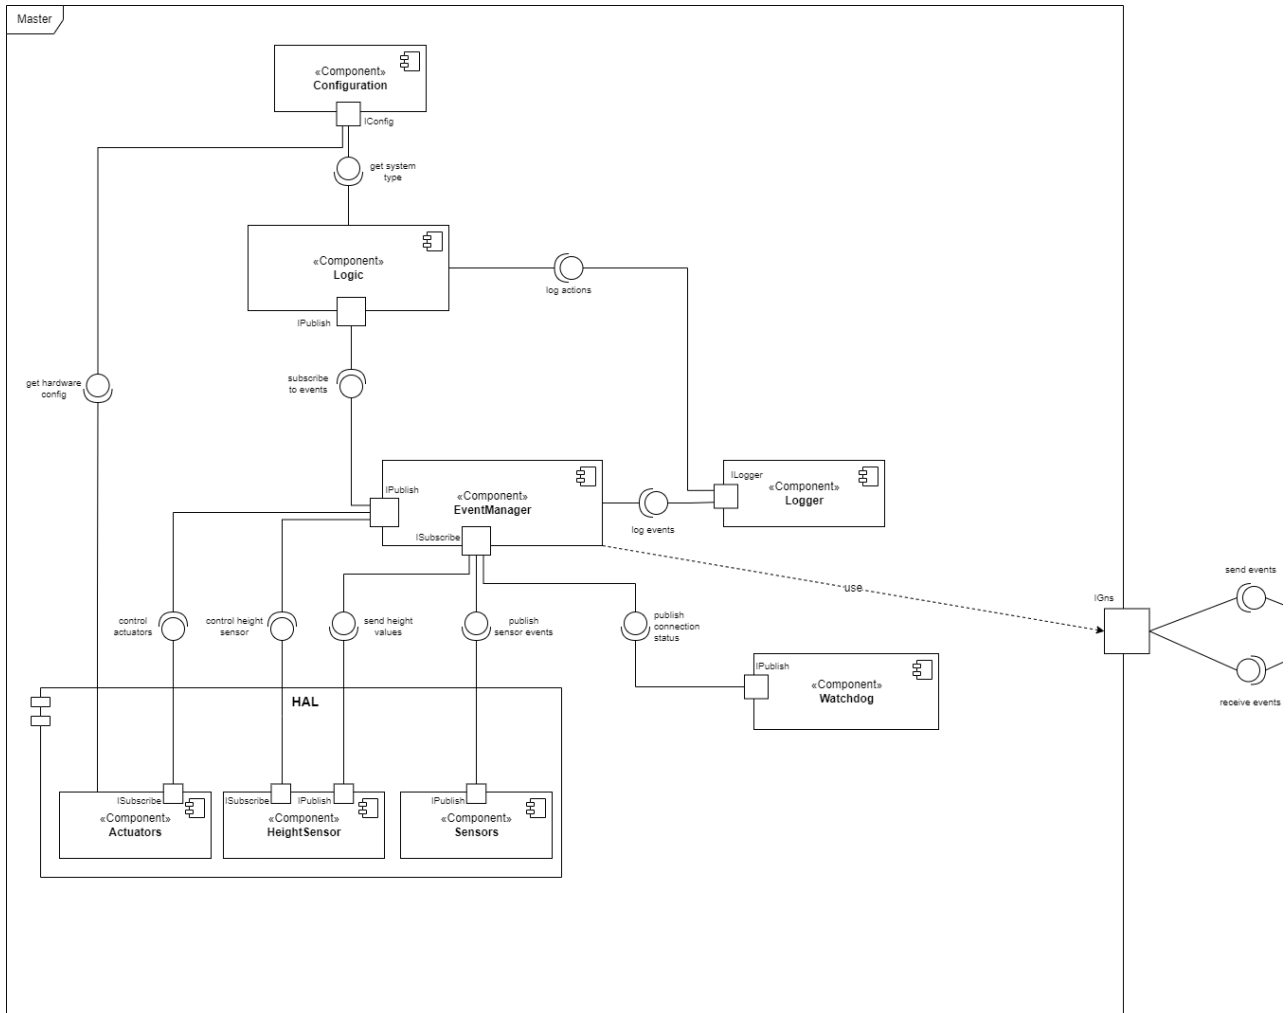 Master
«Component»
Configuration
IConfig
get system
type
«Component»
Logic
IPublish
log actions
get hardware
config
subscribe
to events
IPublish
«Component»
EventManager
ISubscribe
log events
ILogger
«Component»
Logger
use
IGns
send events
receive events
control
actuators
control height
sensor
send height
values
publish
sensor events
publish
connection
status
IPublish
«Component»
Watchdog
HAL
ISubscribe
«Component»
Actuators
ISubscribe
IPublish
«Component»
HeightSensor
IPublish
«Component»
Sensors